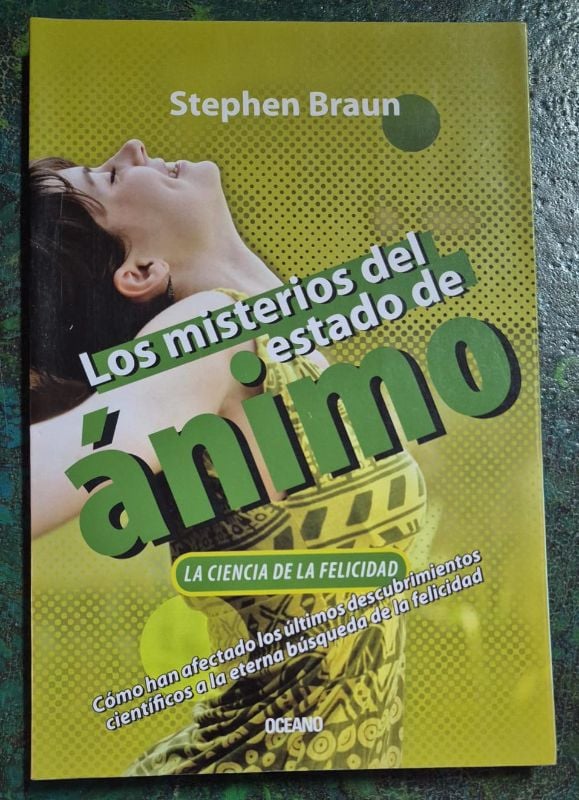 Stephen Braun
Los misterios del
estado de
ánimo
LA CIENCIA DE LA FELICIDAD
Cómo han afectado los últimos descubrimientos
científicos a la eterna búsqueda de la felicidad
OCEANO